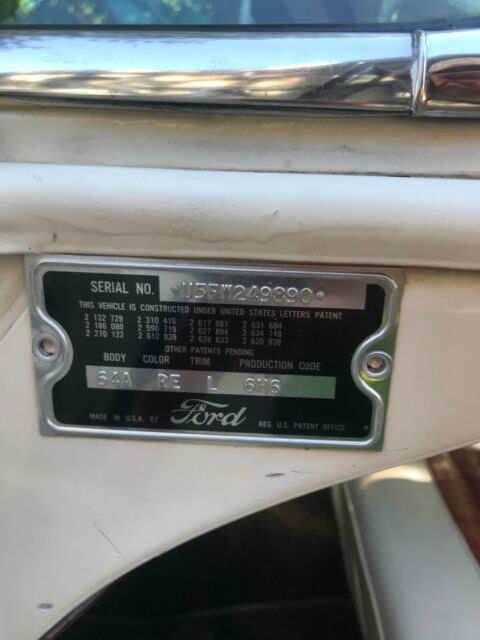 SERIAL NO. *U5FW249890*
THIS VEHICLE IS CONSTRUCTED UNDER UNITED STATES LETTERS PATENT
2 132 729 2 310 416 2 617 681 2 631 694
2 186 080 2 590 719 2 627 894 2 634 148
2 270 122 2 612 829 2 628 833 2 639 938
OTHER PATENTS PENDING
BODY COLOR TRIM PRODUCTION CODE
64A RE L 6H6
MADE IN U.S.A. BY Ford REG. U.S. PATENT OFFICE